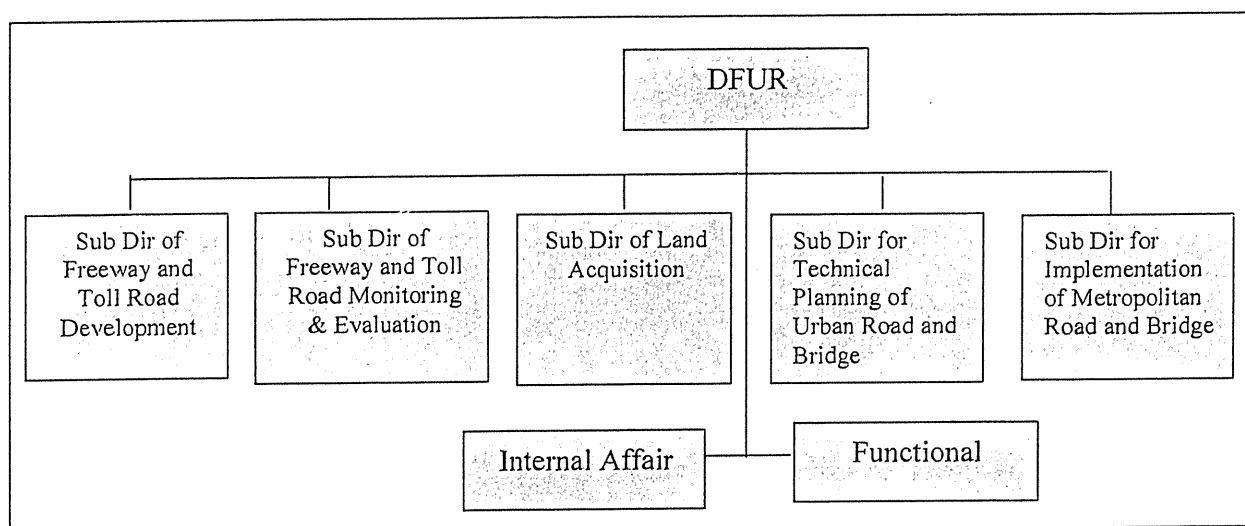 DFUR
Sub Dir of
Freeway and
Toll Road
Development
Sub Dir of
Freeway and Toll
Road Monitoring
& Evaluation
Sub Dir of Land
Acquisition
Sub Dir for
Technical
Planning of
Urban Road and
Bridge
Sub Dir for
Implementation
of Metropolitan
Road and Bridge
Internal Affair
Functional